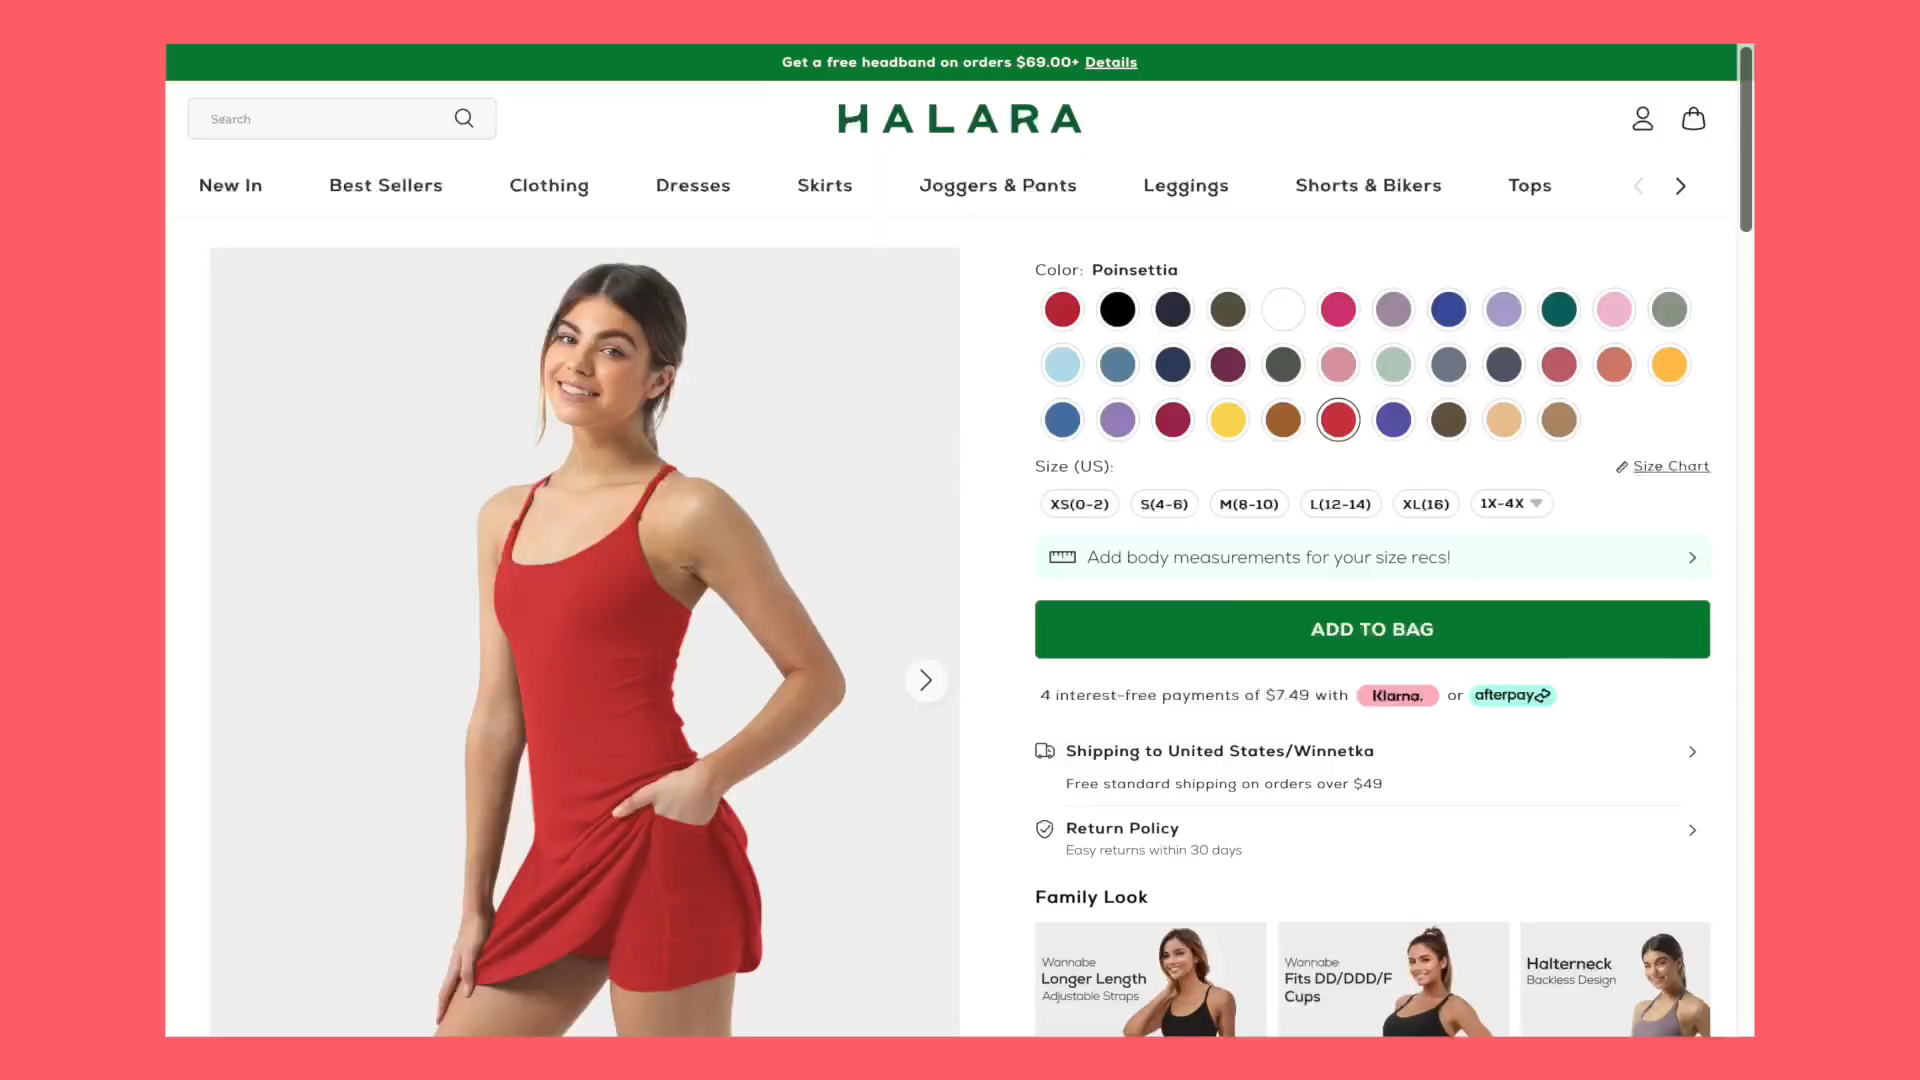 Get a free headband on orders $69.00+ Details
Search
HALARA
New In Best Sellers Clothing Dresses Skirts Joggers & Pants Leggings Shorts & Bikers Tops
Color: Poinsettia
Size (US):
Size Chart
XS(0-2) S(4-6) M(8-10) L(12-14) XL(16) 1X-4X
Add body measurements for your size recs!
ADD TO BAG
4 interest-free payments of $7.49 with Klarna. or afterpay
Shipping to United States/Winnetka
Free standard shipping on orders over $49
Return Policy
Easy returns within 30 days
Family Look
Wannabe
Longer Length
Adjustable Straps
Wannabe
Fits DD/DDD/F
Cups
Halterneck
Backless Design